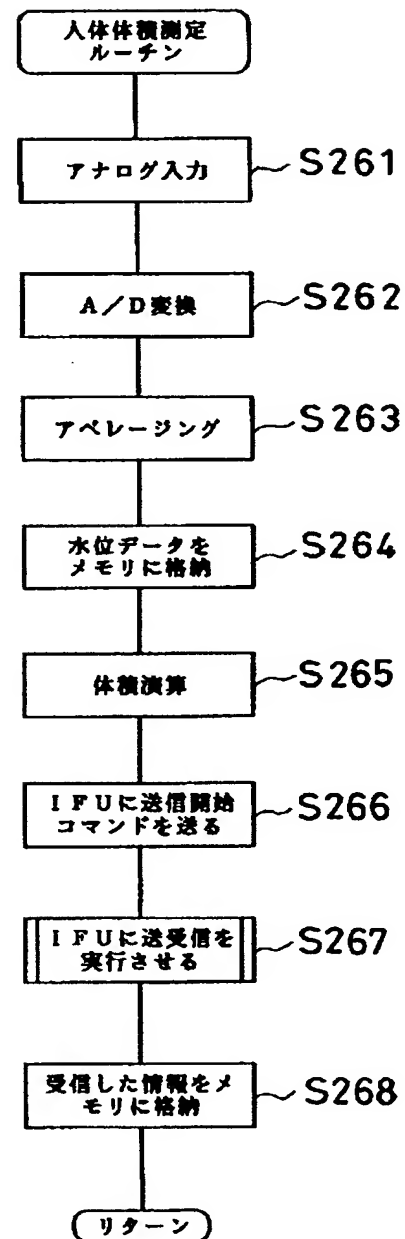 人体体積測定
ルーチン
アナログ入力
S261
A/D変換
S262
アベレージング
S263
水位データを
メモリに格納
S264
体積演算
S265
IFUに送信開始
コマンドを送る
S266
IFUに送受信を
実行させる
S267
受信した情報をメ
モリに格納
S268
リターン